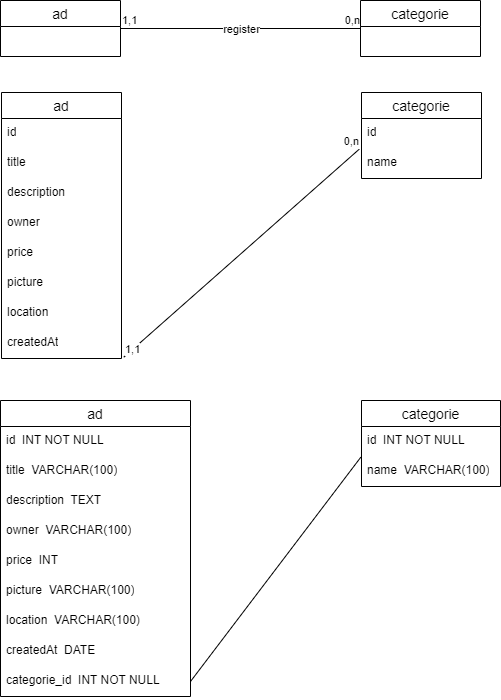 ad
categorie
1,1
register
0,n
ad
id
title
description
owner
price
picture
location
createdAt
categorie
id
name
0,n
1,1
ad
id INT NOT NULL
title VARCHAR(100)
description TEXT
owner VARCHAR(100)
price INT
picture VARCHAR(100)
location VARCHAR(100)
createdAt DATE
categorie_id INT NOT NULL
categorie
id INT NOT NULL
name VARCHAR(100)